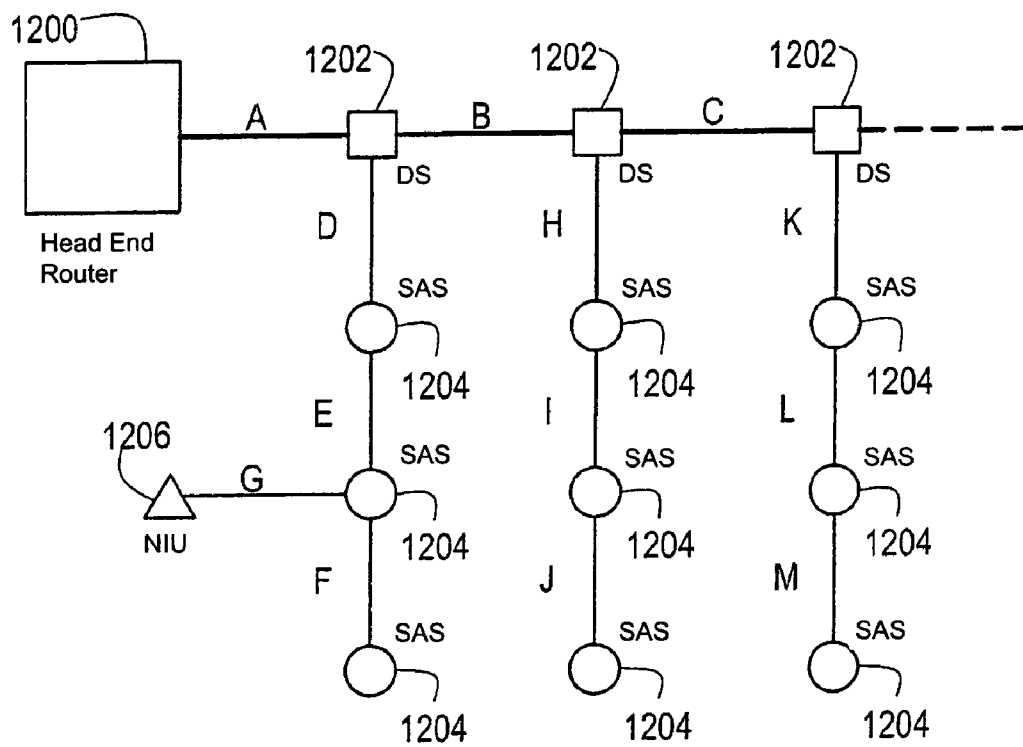 1200
1202
1202
1202
A
B
C
DS
DS
DS
Head End
Router
D
H
K
SAS
SAS
SAS
1204
1204
1204
E
I
L
1206
G
SAS
SAS
SAS
NIU
1204
1204
1204
F
J
M
SAS
SAS
SAS
1204
1204
1204